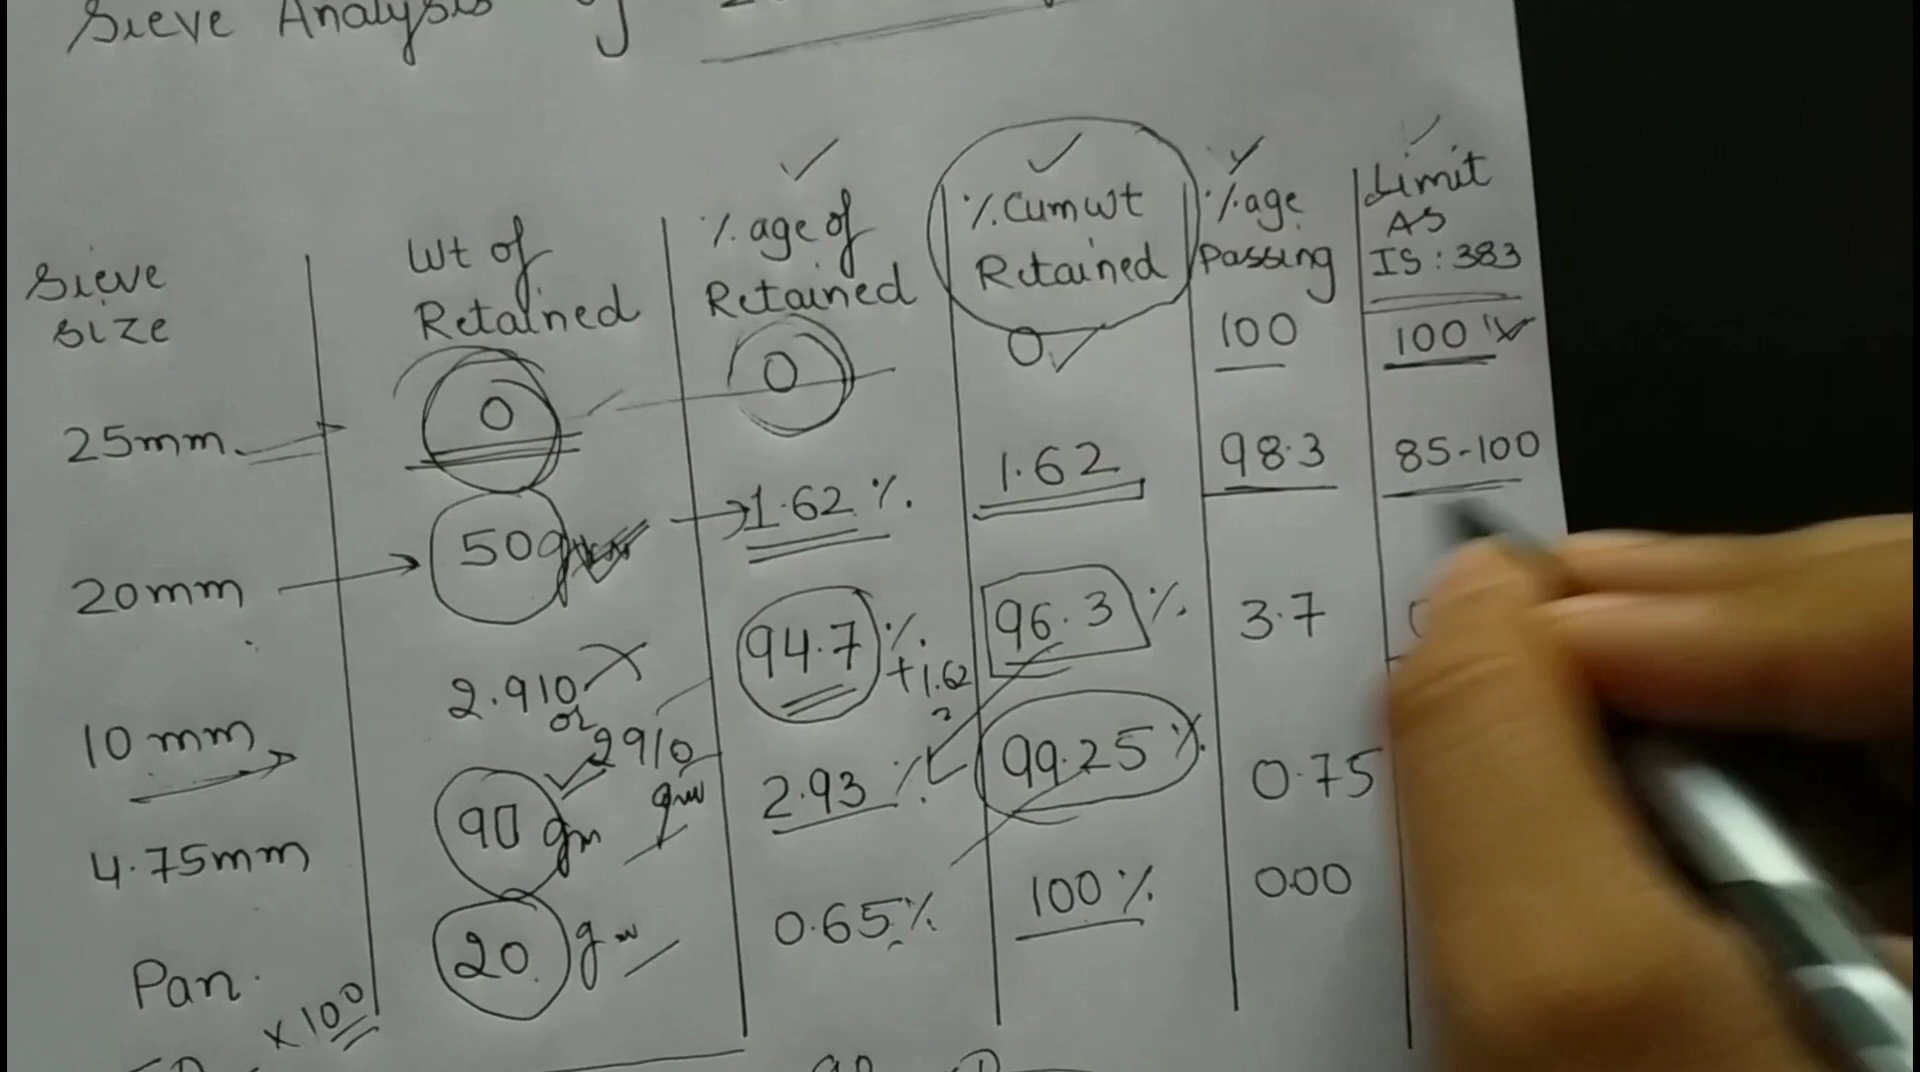 Sieve Analysis of
Sieve size | Wt of Retained | % age of Retained | % Cum wt Retained | % age Passing | Limit AS IS : 383
25mm | 0 | 0 | 0 | 100 | 100 %
20mm | 50gm | 1.62 % | 1.62 | 98.3 | 85-100
10 mm | 2.910 or 2910 gm | 94.7 % + 1.62 | 96.3 % | 3.7
4.75mm | 90 gm | 2.93 % | 99.25 % | 0.75
Pan. | 20 gm | 0.65 % | 100 % | 0.00
x 100